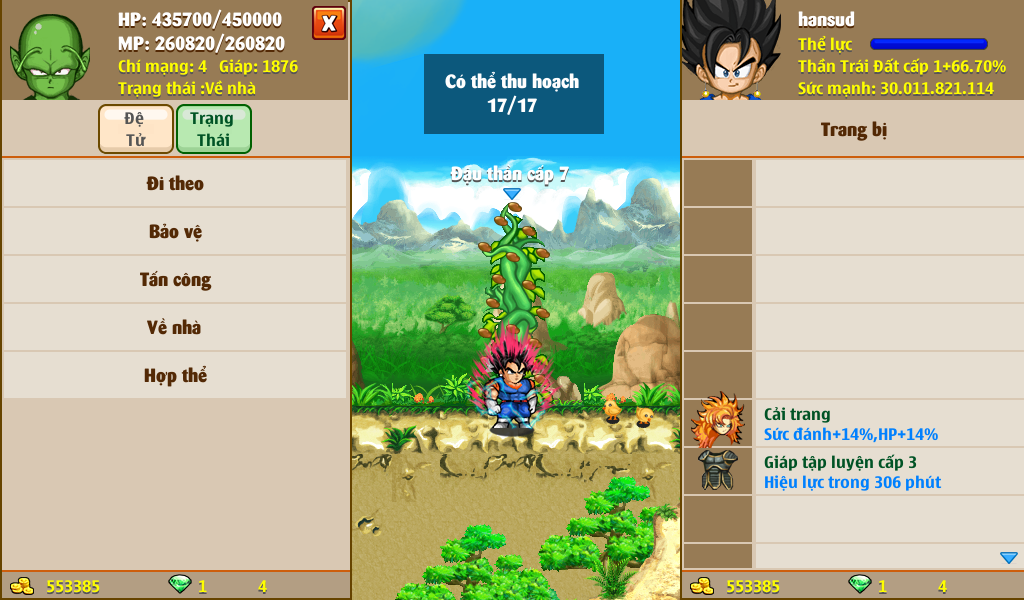 HP: 435700/450000
MP: 260820/260820
Chí mạng: 4 Giáp: 1876
Trạng thái :Về nhà
X
Đệ
Tử
Trạng
Thái
Đi theo
Bảo vệ
Tấn công
Về nhà
Hợp thể
553385
1
4
Có thể thu hoạch
17/17
Đậu thần cấp 7
hansud
Thể lực
Thần Trái Đất cấp 1+66.70%
Sức mạnh: 30.011.821.114
Trang bị
Cải trang
Sức đánh+14%,HP+14%
Giáp tập luyện cấp 3
Hiệu lực trong 306 phút
553385
1
4